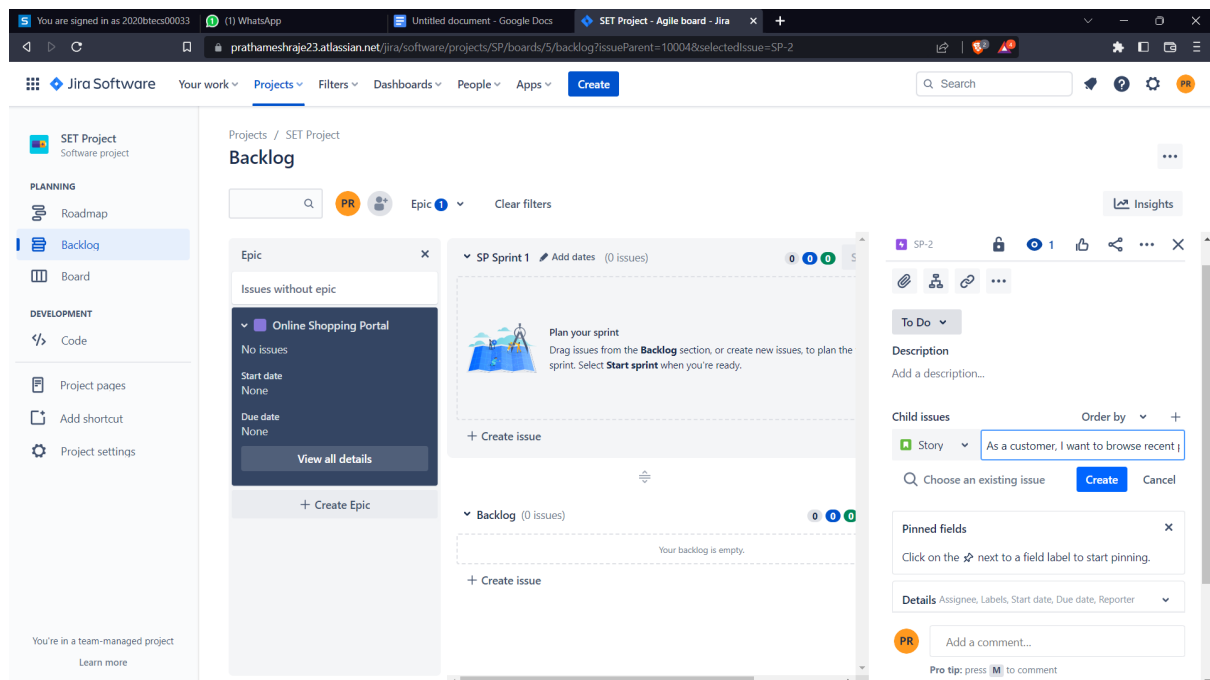 You are signed in as 2020btecs00033
(1) WhatsApp
Untitled document - Google Docs
SET Project - Agile board - Jira
prathameshraje23.atlassian.net/jira/software/projects/SP/boards/5/backlog?issueParent=10004&selectedIssue=SP-2
Jira Software Your work Projects Filters Dashboards People Apps Create Search PR
SET Project
Software project
PLANNING
Roadmap
Backlog
Board
DEVELOPMENT
Code
Project pages
Add shortcut
Project settings
You're in a team-managed project
Learn more
Projects / SET Project
Backlog
PR Epic 1 Clear filters Insights
Epic
Issues without epic
Online Shopping Portal
No issues
Start date
None
Due date
None
View all details
+ Create Epic
SP Sprint 1 Add dates (0 issues) 0 0 0 S
Plan your sprint
Drag issues from the Backlog section, or create new issues, to plan the
sprint. Select Start sprint when you're ready.
+ Create issue
Backlog (0 issues) 0 0 0
Your backlog is empty.
+ Create issue
SP-2 1
To Do
Description
Add a description...
Child issues Order by +
Story As a customer, I want to browse recent
Choose an existing issue Create Cancel
Pinned fields
Click on the next to a field label to start pinning.
Details Assignee, Labels, Start date, Due date, Reporter
PR Add a comment...
Pro tip: press M to comment